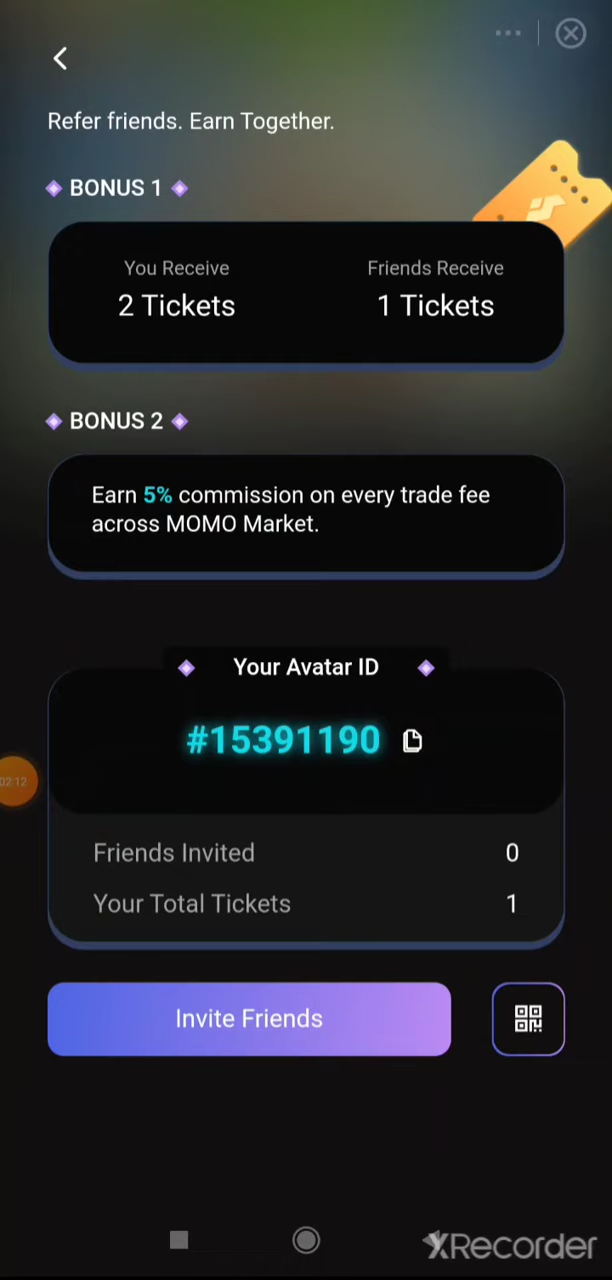 Refer friends. Earn Together.
BONUS 1
You Receive
Friends Receive
2 Tickets
1 Tickets
BONUS 2
Earn 5% commission on every trade fee
across MOMO Market.
Your Avatar ID
#15391190
02:12
Friends Invited
0
Your Total Tickets
1
Invite Friends
XRecorder